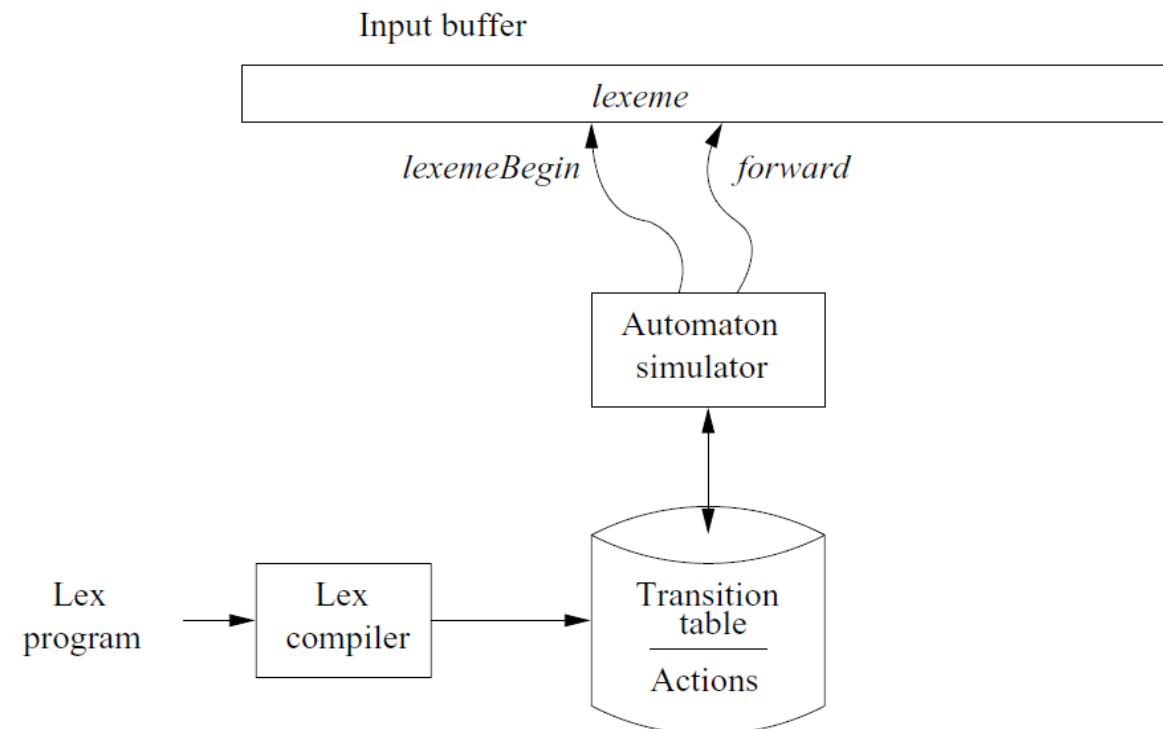 Input buffer
lexeme
lexemeBegin
forward
Automaton
simulator
Lex
program
Lex
compiler
Transition
table
Actions